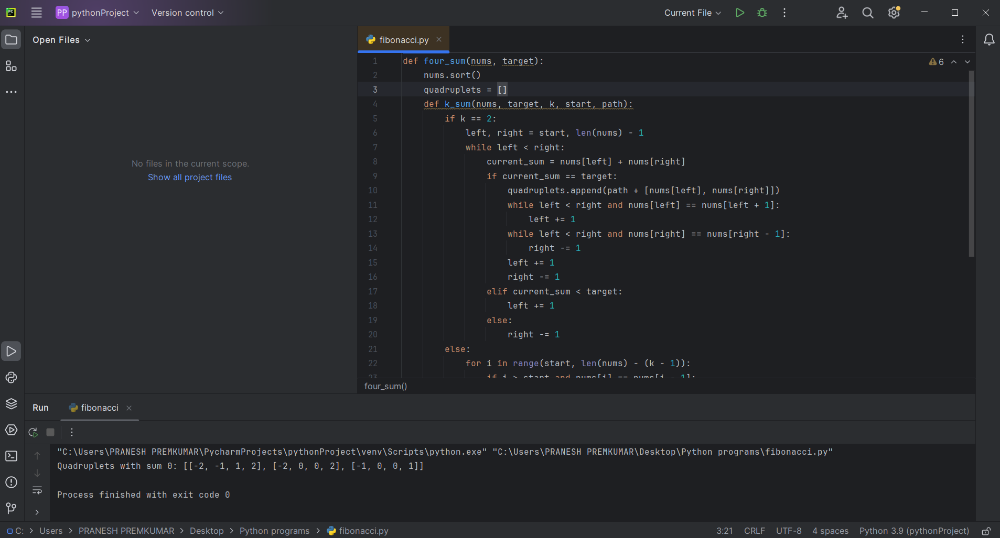 PC
PP pythonProject Version control Current File
Open Files
fibonacci.py
No files in the current scope.
Show all project files
6
1 def four_sum(nums, target):
2     nums.sort()
3     quadruplets = []
4     def k_sum(nums, target, k, start, path):
5         if k == 2:
6             left, right = start, len(nums) - 1
7             while left < right:
8                 current_sum = nums[left] + nums[right]
9                 if current_sum == target:
10                     quadruplets.append(path + [nums[left], nums[right]])
11                     while left < right and nums[left] == nums[left + 1]:
12                         left += 1
13                     while left < right and nums[right] == nums[right - 1]:
14                         right -= 1
15                     left += 1
16                     right -= 1
17                 elif current_sum < target:
18                     left += 1
19                 else:
20                     right -= 1
21         else:
22             for i in range(start, len(nums) - (k - 1)):
23                 if i > start and nums[i] == nums[i - 1]:
four_sum()
Run fibonacci
"C:\Users\PRANESH PREMKUMAR\PycharmProjects\pythonProject\venv\Scripts\python.exe" "C:\Users\PRANESH PREMKUMAR\Desktop\Python programs\fibonacci.py"
Quadruplets with sum 0: [[-2, -1, 1, 2], [-2, 0, 0, 2], [-1, 0, 0, 1]]
Process finished with exit code 0
C: > Users > PRANESH PREMKUMAR > Desktop > Python programs > fibonacci.py 3:21 CRLF UTF-8 4 spaces Python 3.9 (pythonProject)